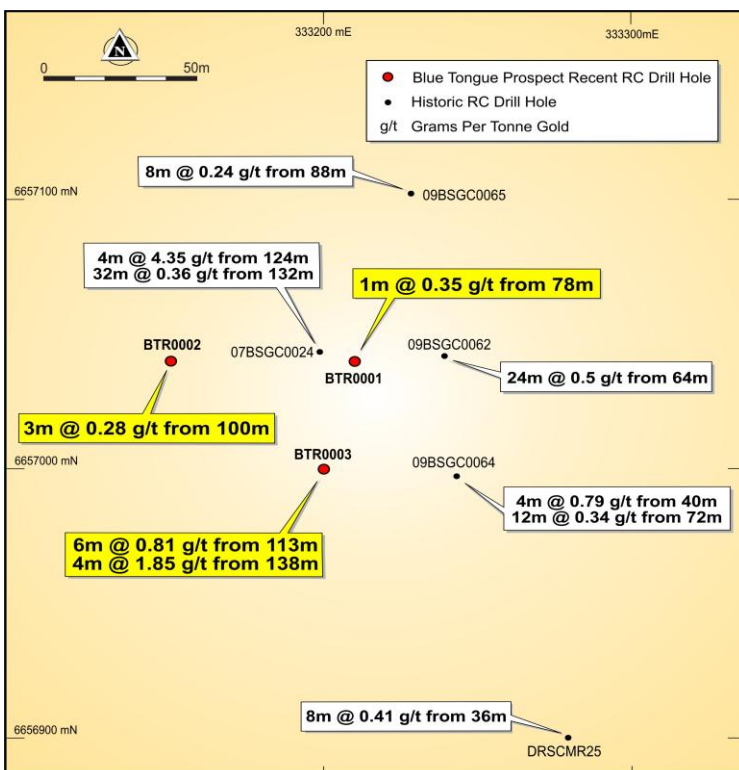 333200 mE
333300mE
N
0
50m
Blue Tongue Prospect Recent RC Drill Hole
Historic RC Drill Hole
g/t Grams Per Tonne Gold
8m @ 0.24 g/t from 88m
6657100 mN
09BSGC0065
4m @ 4.35 g/t from 124m
32m @ 0.36 g/t from 132m
1m @ 0.35 g/t from 78m
BTR0002
07BSGC0024
09BSGC0062
BTR0001
24m @ 0.5 g/t from 64m
3m @ 0.28 g/t from 100m
BTR0003
09BSGC0064
6657000 mN
4m @ 0.79 g/t from 40m
12m @ 0.34 g/t from 72m
6m @ 0.81 g/t from 113m
4m @ 1.85 g/t from 138m
8m @ 0.41 g/t from 36m
6656900 mN
DRSCMR25